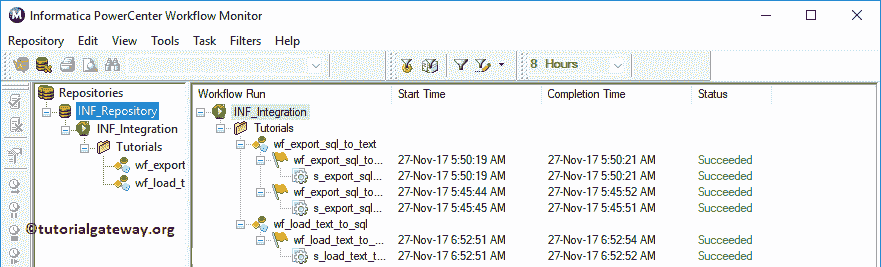 Informatica PowerCenter Workflow Monitor
Repository Edit View Tools Task Filters Help
8 Hours
Repositories
INF_Repository
INF_Integration
Tutorials
wf_export
wf_load_t
©tutorialgateway.org
Workflow Run Start Time Completion Time Status
INF_Integration
Tutorials
wf_export_sql_to_text
wf_export_sql_to... 27-Nov-17 5:50:19 AM 27-Nov-17 5:50:21 AM Succeeded
s_export_sql... 27-Nov-17 5:50:19 AM 27-Nov-17 5:50:21 AM Succeeded
wf_export_sql_to... 27-Nov-17 5:45:44 AM 27-Nov-17 5:45:52 AM Succeeded
s_export_sql... 27-Nov-17 5:45:45 AM 27-Nov-17 5:45:51 AM Succeeded
wf_load_text_to_sql
wf_load_text_to_... 27-Nov-17 6:52:51 AM 27-Nov-17 6:52:54 AM Succeeded
s_load_text_t... 27-Nov-17 6:52:51 AM 27-Nov-17 6:52:52 AM Succeeded